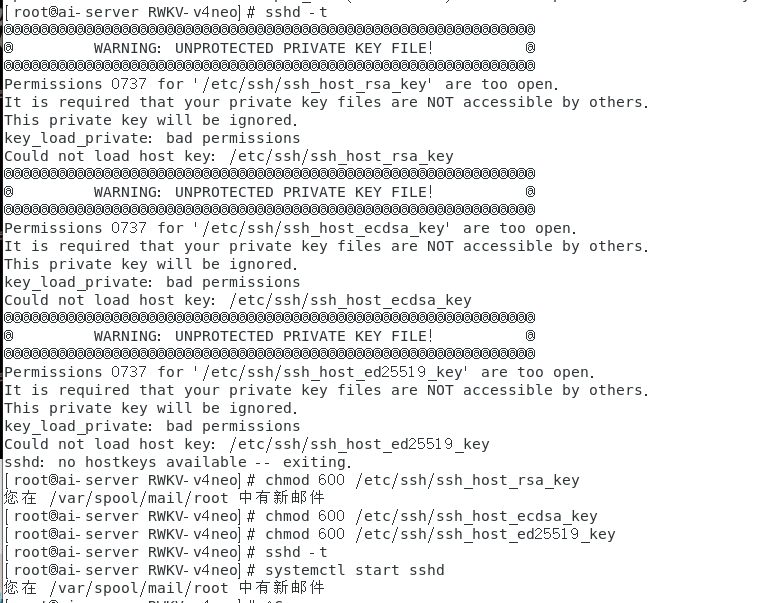 [root@ai-server RWKV-v4neo]# sshd -t
@@@@@@@@@@@@@@@@@@@@@@@@@@@@@@@@@@@@@@@@@@@@@@@@@@@@@@@@@@@
@         WARNING: UNPROTECTED PRIVATE KEY FILE!          @
@@@@@@@@@@@@@@@@@@@@@@@@@@@@@@@@@@@@@@@@@@@@@@@@@@@@@@@@@@@
Permissions 0737 for '/etc/ssh/ssh_host_rsa_key' are too open.
It is required that your private key files are NOT accessible by others.
This private key will be ignored.
key_load_private: bad permissions
Could not load host key: /etc/ssh/ssh_host_rsa_key
@@@@@@@@@@@@@@@@@@@@@@@@@@@@@@@@@@@@@@@@@@@@@@@@@@@@@@@@@@@
@         WARNING: UNPROTECTED PRIVATE KEY FILE!          @
@@@@@@@@@@@@@@@@@@@@@@@@@@@@@@@@@@@@@@@@@@@@@@@@@@@@@@@@@@@
Permissions 0737 for '/etc/ssh/ssh_host_ecdsa_key' are too open.
It is required that your private key files are NOT accessible by others.
This private key will be ignored.
key_load_private: bad permissions
Could not load host key: /etc/ssh/ssh_host_ecdsa_key
@@@@@@@@@@@@@@@@@@@@@@@@@@@@@@@@@@@@@@@@@@@@@@@@@@@@@@@@@@@
@         WARNING: UNPROTECTED PRIVATE KEY FILE!          @
@@@@@@@@@@@@@@@@@@@@@@@@@@@@@@@@@@@@@@@@@@@@@@@@@@@@@@@@@@@
Permissions 0737 for '/etc/ssh/ssh_host_ed25519_key' are too open.
It is required that your private key files are NOT accessible by others.
This private key will be ignored.
key_load_private: bad permissions
Could not load host key: /etc/ssh/ssh_host_ed25519_key
sshd: no hostkeys available -- exiting.
[root@ai-server RWKV-v4neo]# chmod 600 /etc/ssh/ssh_host_rsa_key
您在 /var/spool/mail/root 中有新邮件
[root@ai-server RWKV-v4neo]# chmod 600 /etc/ssh/ssh_host_ecdsa_key
[root@ai-server RWKV-v4neo]# chmod 600 /etc/ssh/ssh_host_ed25519_key
[root@ai-server RWKV-v4neo]# sshd -t
[root@ai-server RWKV-v4neo]# systemctl start sshd
您在 /var/spool/mail/root 中有新邮件